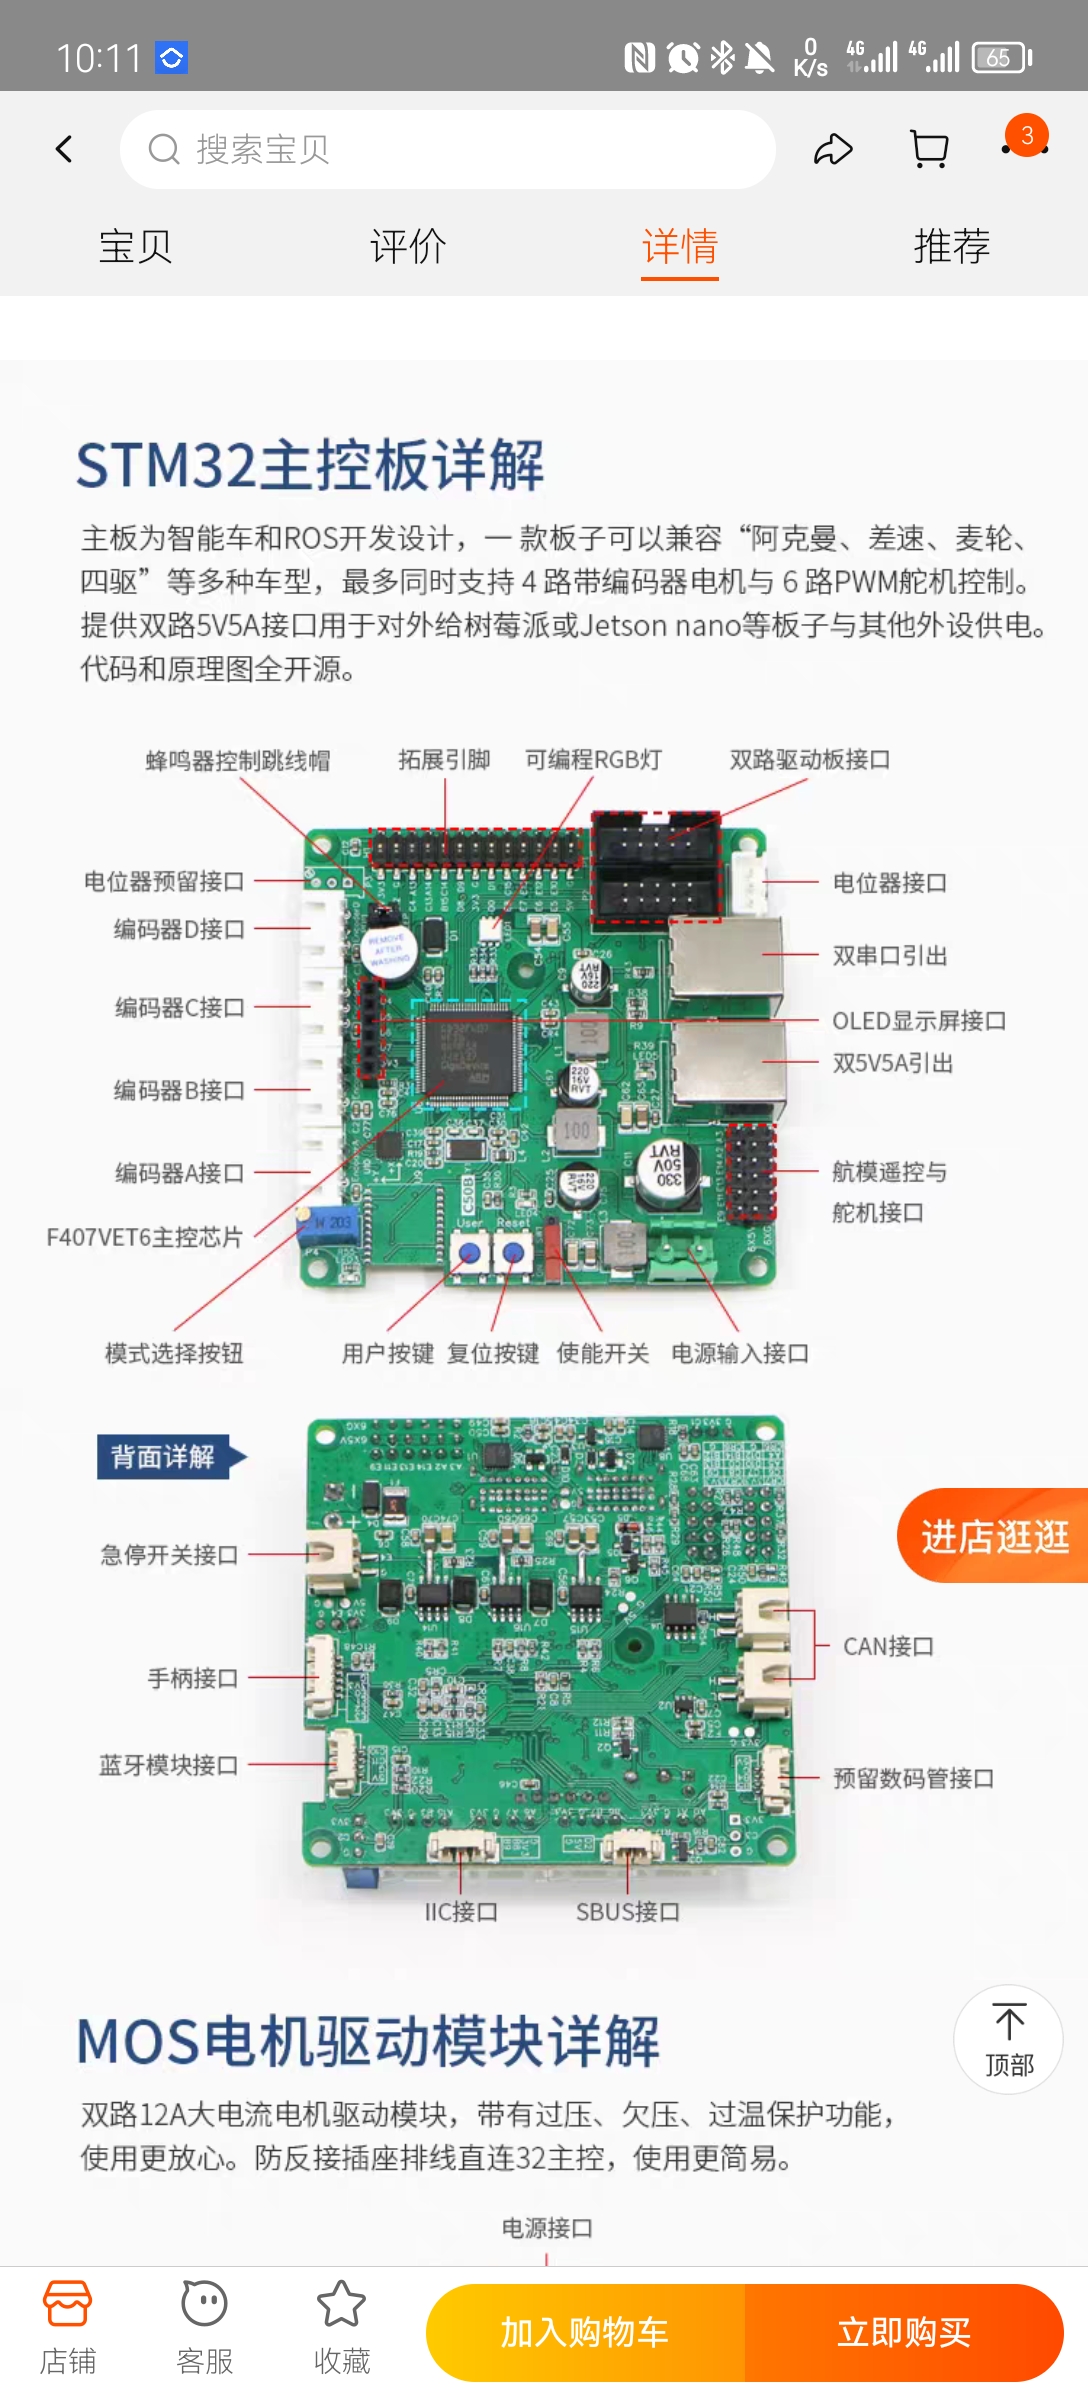 10:11
0
K/s
4G
4G
65
搜索宝贝
3
宝贝
评价
详情
推荐
STM32主控板详解
主板为智能车和ROS开发设计，一款板子可以兼容“阿克曼、差速、麦轮、
四驱”等多种车型，最多同时支持 4 路带编码器电机与 6 路PWM舵机控制。
提供双路5V5A接口用于对外给树莓派或Jetson nano等板子与其他外设供电。
代码和原理图全开源。
蜂鸣器控制跳线帽
拓展引脚
可编程RGB灯
双路驱动板接口
电位器预留接口
电位器接口
编码器D接口
双串口引出
REMOVE
AFTER
WASHING
编码器C接口
OLED显示屏接口
双5V5A引出
编码器B接口
220
16V
RVT
100
100
330
50V
RVT
编码器A接口
航模遥控与
舵机接口
F407VET6主控芯片
W 203
C50B
User
Reset
模式选择按钮
用户按键
复位按键
使能开关
电源输入接口
背面详解
急停开关接口
手柄接口
CAN接口
蓝牙模块接口
预留数码管接口
IIC接口
SBUS接口
进店逛逛
MOS电机驱动模块详解
双路12A大电流电机驱动模块，带有过压、欠压、过温保护功能，
使用更放心。防反接插座排线直连32主控，使用更简易。
顶部
电源接口
店铺
客服
收藏
加入购物车
立即购买